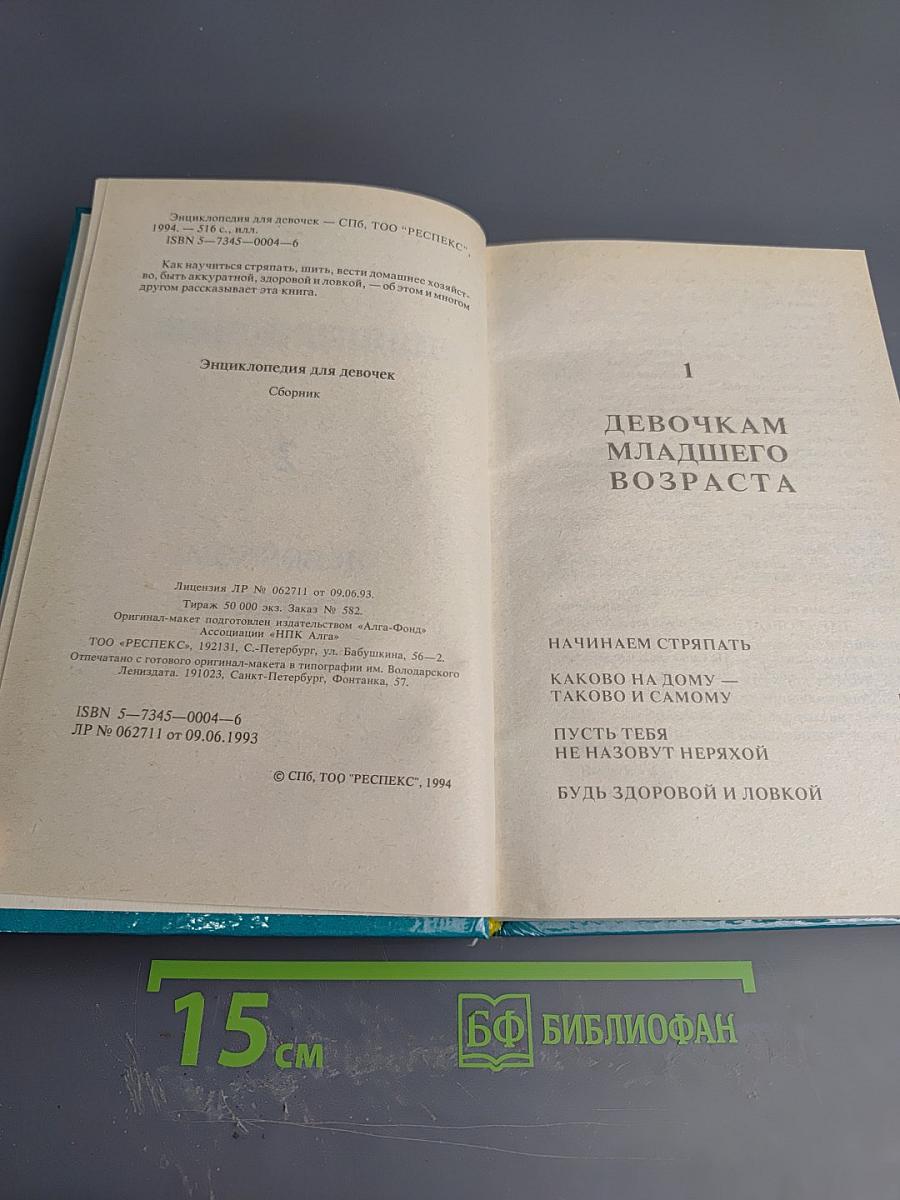 Энциклопедия для девочек — СПб, ТОО "РЕСПЕКС",
1994. — 516 с., илл.
ISBN 5—7345—0004—6
Как научиться стряпать, шить, вести домашнее хозяйст-
во, быть аккуратной, здоровой и ловкой, — об этом и многом
другом рассказывает эта книга.
Энциклопедия для девочек
Сборник
Лицензия ЛР № 062711 от 09.06.93.
Тираж 50 000 экз. Заказ № 582.
Оригинал-макет подготовлен издательством «Алга-Фонд»
Ассоциации «НПК Алга»
ТОО «РЕСПЕКС», 192131, С.-Петербург, ул. Бабушкина, 56—2.
Отпечатано с готового оригинал-макета в типографии им. Володарского
Лениздата. 191023, Санкт-Петербург, Фонтанка, 57.
ISBN 5—7345—0004—6
ЛР № 062711 от 09.06.1993
© СПб, ТОО "РЕСПЕКС", 1994
1
ДЕВОЧКАМ
МЛАДШЕГО
ВОЗРАСТА
НАЧИНАЕМ СТРЯПАТЬ
КАКОВО НА ДОМУ —
ТАКОВО И САМОМУ
ПУСТЬ ТЕБЯ
НЕ НАЗОВУТ НЕРЯХОЙ
БУДЬ ЗДОРОВОЙ И ЛОВКОЙ
15 см
БФ БИБЛИОФАН